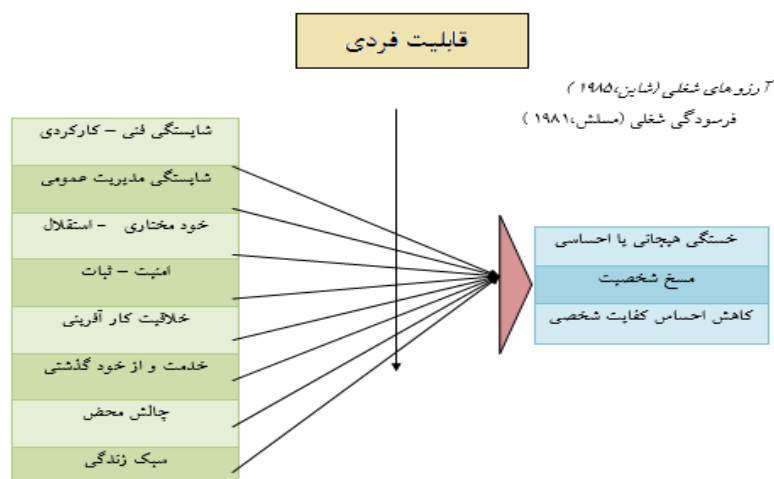 قابلیت فردی
آرزوهای شغلی (شاین،۱۹۸۵ )
فرسودگی شغلی (مسلش،۱۹۸۱ )
شایستگی فنی – کارکردی
شایستگی مدیریت عمومی
خود مختاری - استقلال
امنیت – ثبات
خلاقیت کار آفرینی
خدمت و از خود گذشتی
چالش محض
سبک زندگی
خستگی هیجانی یا احساسی
مسخ شخصیت
کاهش احساس کفایت شخصی